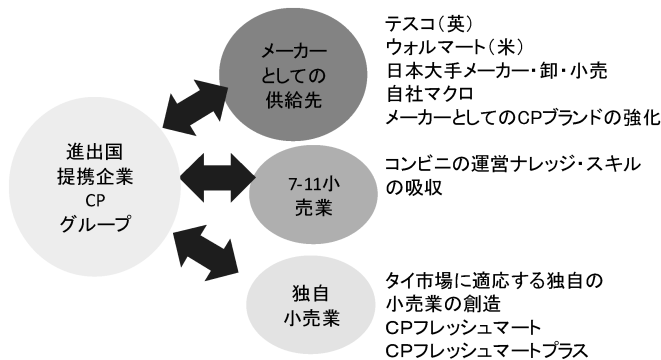 メーカー
としての
供給先
テスコ（英）
ウォルマート（米）
日本大手メーカー・卸・小売
自社マクロ
メーカーとしてのCPブランドの強化
進出国
提携企業
CP
グループ
7-11小
売業
コンビニの運営ナレッジ・スキル
の吸収
独自
小売業
タイ市場に適応する独自の
小売業の創造
CPフレッシュマート
CPフレッシュマートプラス